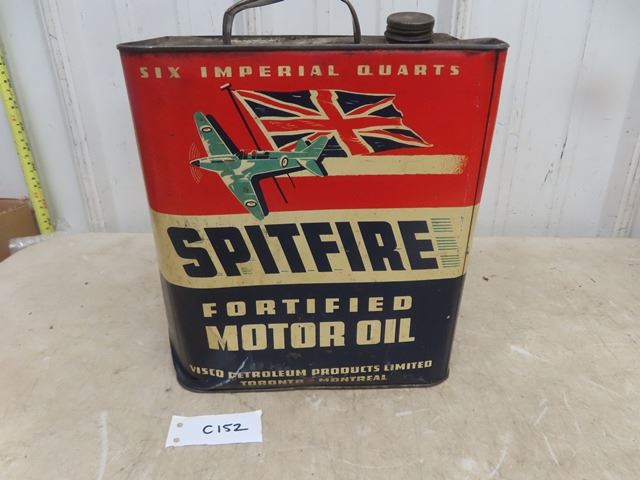 SIX IMPERIAL QUARTS
SPITFIRE
FORTIFIED
MOTOR OIL
VISCO PETROLEUM PRODUCTS LIMITED
TORONTO - MONTREAL
C152